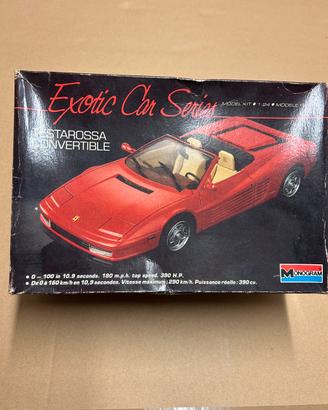 Exotic Car Series
MODEL KIT • 1:24 • MODELE
TESTAROSSA
CONVERTIBLE
MONOGRAM
• 0 – 100 in 10.9 seconds. 180 m.p.h. top speed. 390 H.P.
• De 0 à 160 km/h en 10,9 secondes. Vitesse maximum: 290 km/h. Puissance réelle: 390 cv.